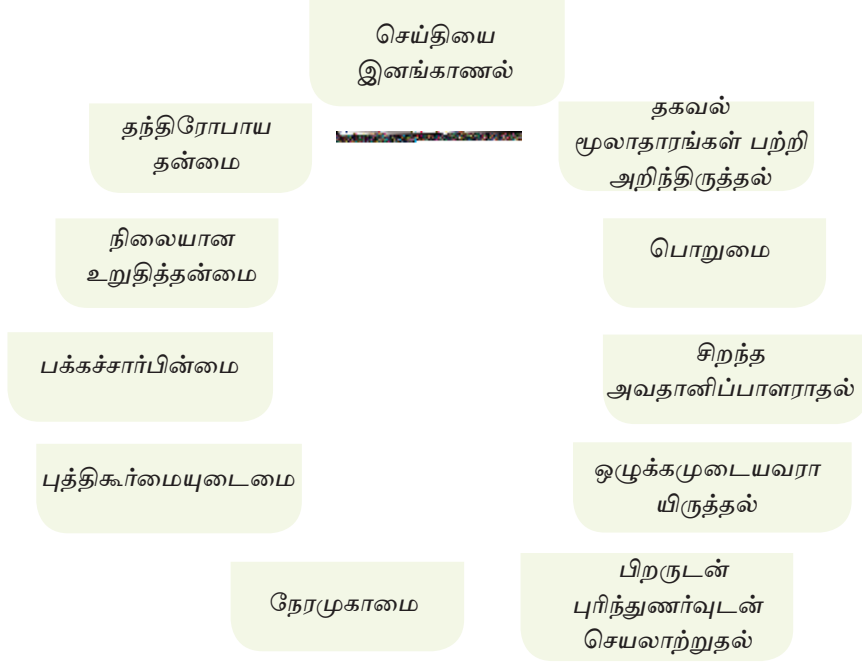 செய்தியை
இனங்காணல்
தகவல்
மூலாதாரங்கள் பற்றி
அறிந்திருத்தல்
பொறுமை
சிறந்த
அவதானிப்பாளராதல்
ஒழுக்கமுடையவரா
யிருத்தல்
பிறருடன்
புரிந்துணர்வுடன்
செயலாற்றுதல்
நேரமுகாமை
புத்திகூர்மையுடைமை
பக்கச்சார்பின்மை
நிலையான
உறுதித்தன்மை
தந்திரோபாய
தன்மை